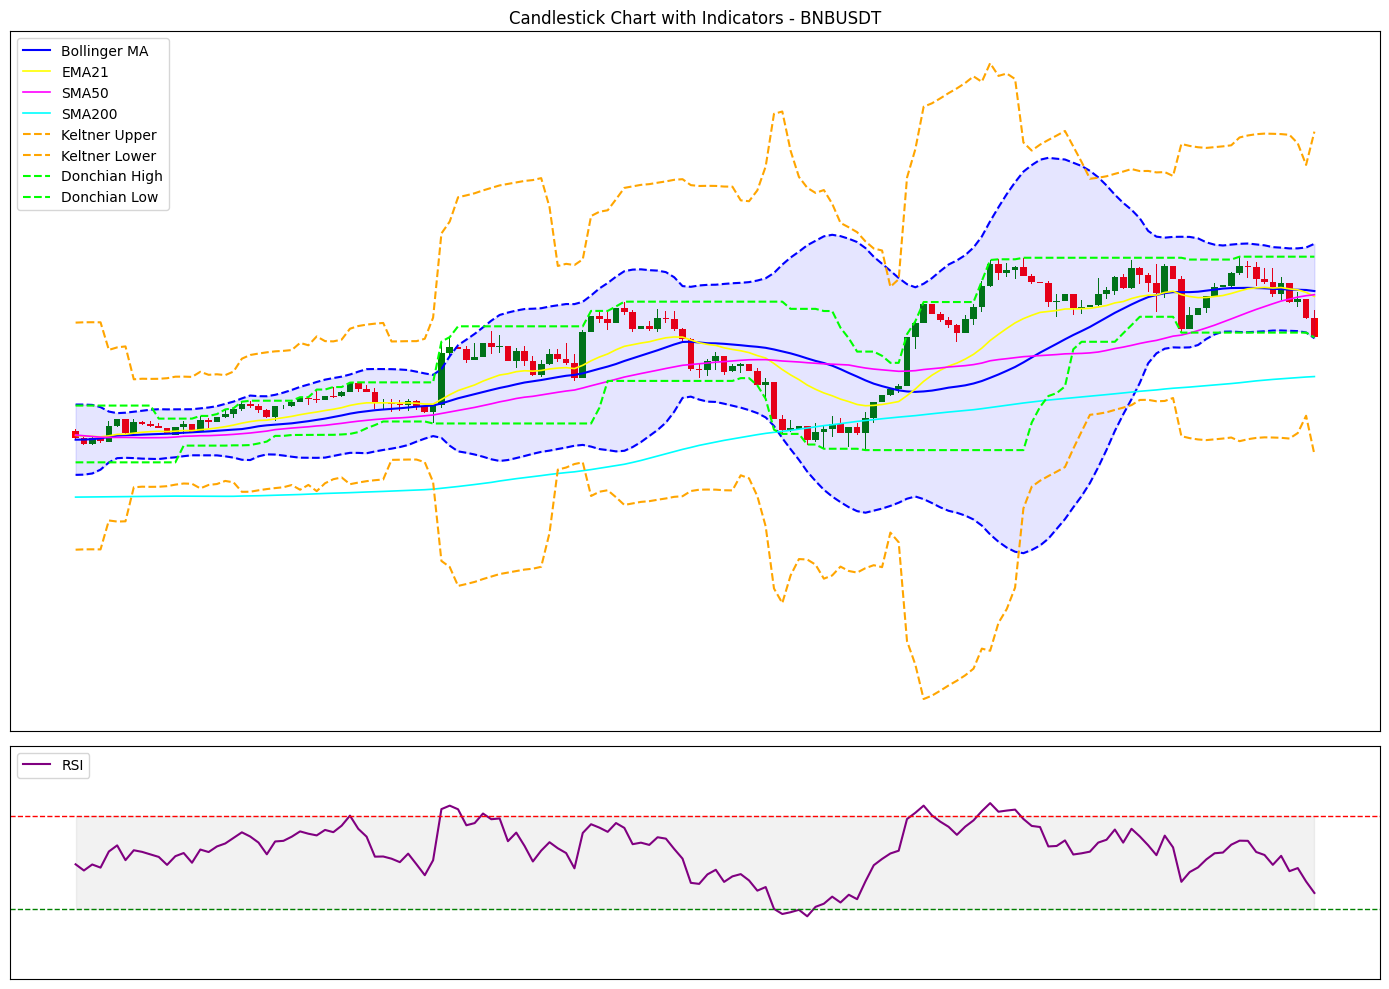 Candlestick Chart with Indicators - BNBUSDT
Bollinger MA
EMA21
SMA50
SMA200
Keltner Upper
Keltner Lower
Donchian High
Donchian Low
RSI